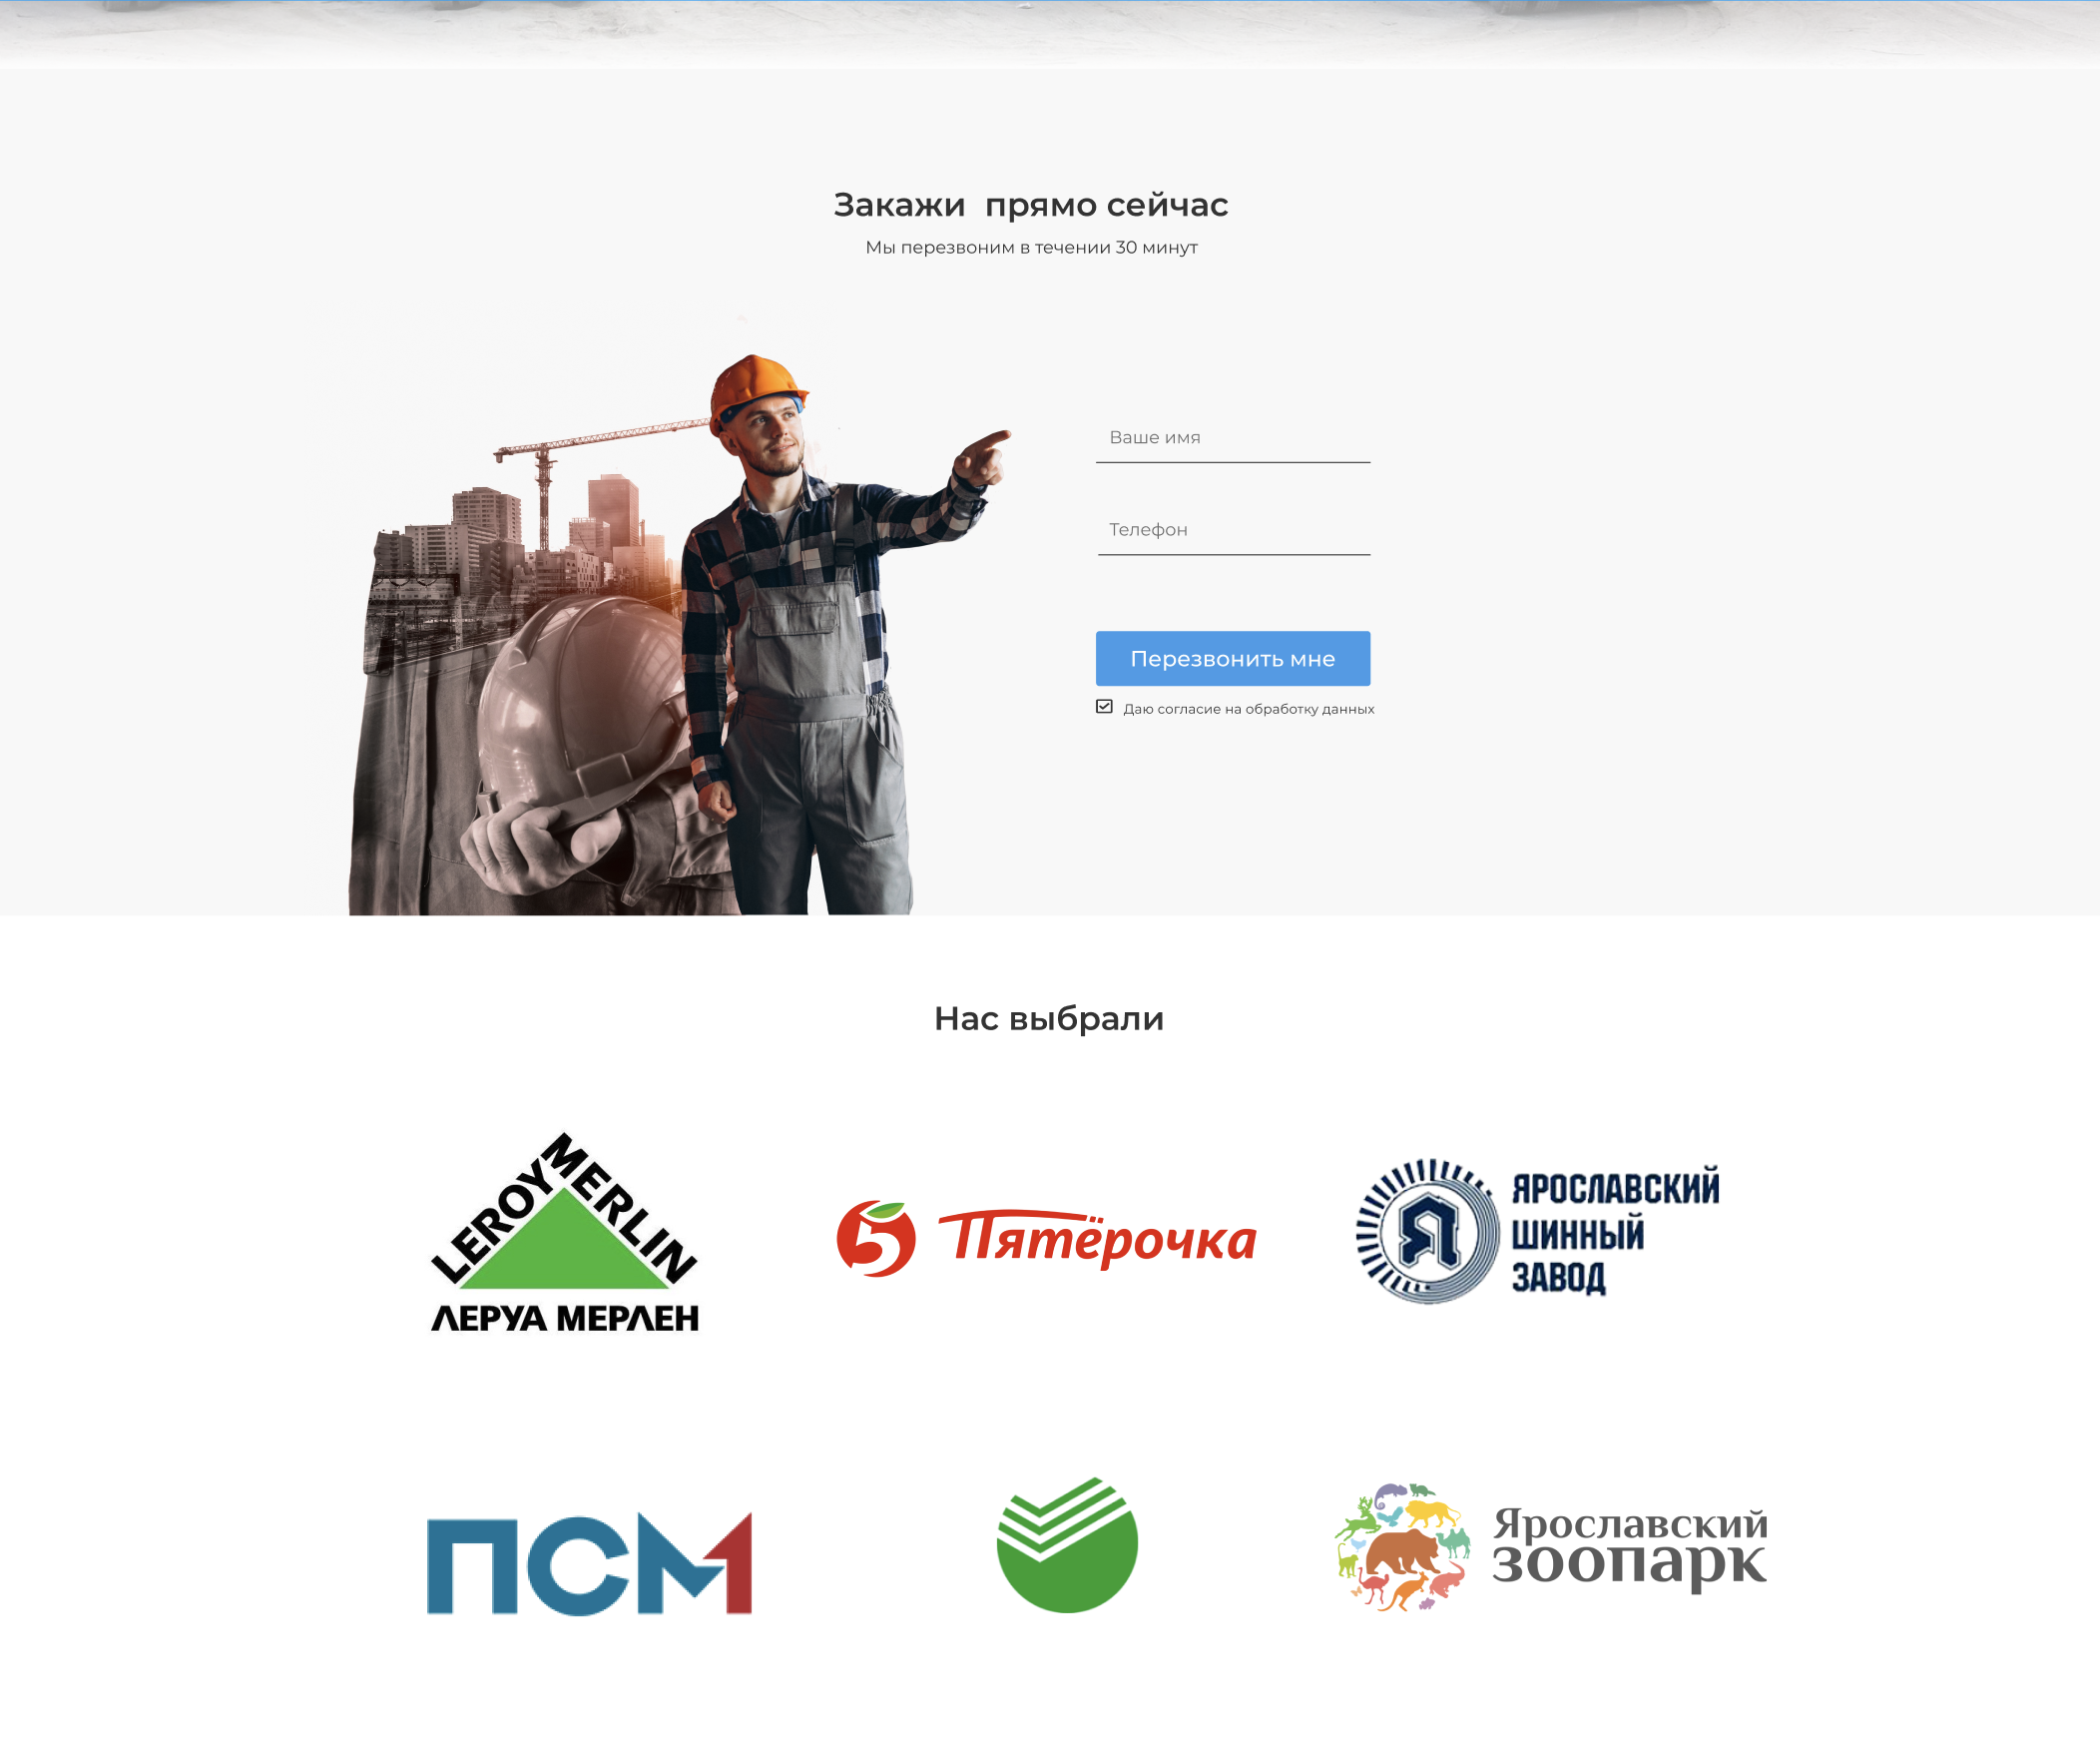 Закажи  прямо сейчас
Мы перезвоним в течении 30 минут
Ваше имя
Телефон
Перезвонить мне
Даю согласие на обработку данных
Нас выбрали
LEROY MERLIN
ЛЕРУА МЕРЛЕН
5 Пятёрочка
Я
ЯРОСЛАВСКИЙ
ШИННЫЙ
ЗАВОД
ПСМ
Ярославский
зоопарк